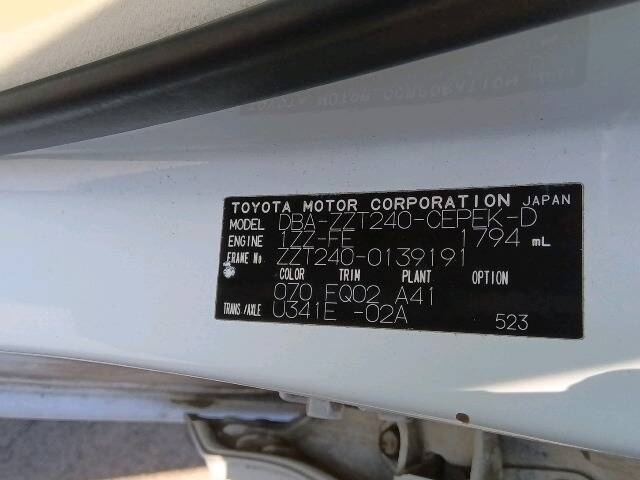 TOYOTA MOTOR CORPORATION JAPAN
MODEL DBA-ZZT240-CEPEK-D
ENGINE 1ZZ-FE 1794 mL
FRAME No ZZT240-0139191
COLOR TRIM PLANT OPTION
070 FQ02 A41
TRANS/AXLE U341E -02A
523